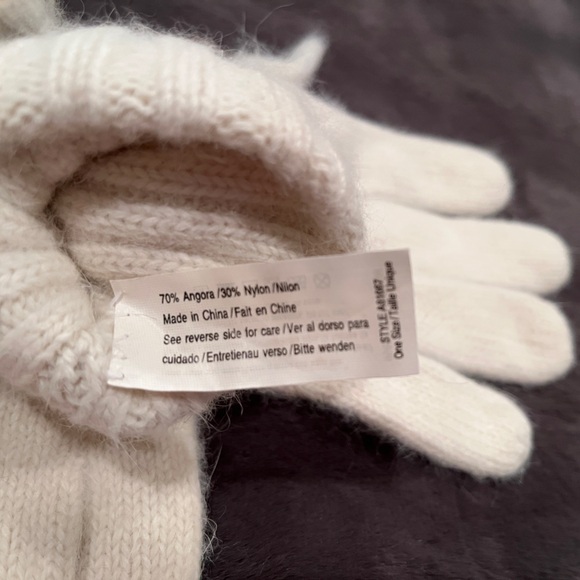 70% Angora/30% Nylon/Nilon
Made in China/Fait en Chine
See reverse side for care/Ver al dorso para
cuidado/Entretienau verso/Bitte wenden
STYLE A81667
One Size/Taille Unique